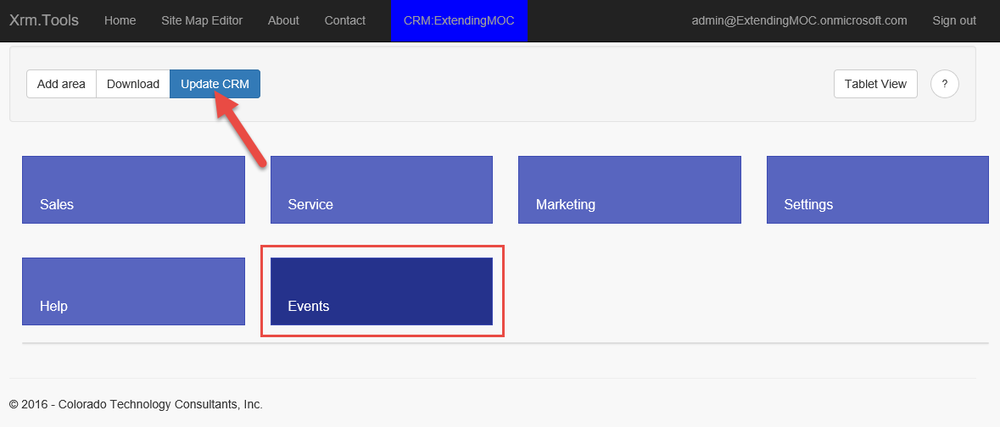 Xrm.Tools Home Site Map Editor About Contact CRM:ExtendingMOC admin@ExtendingMOC.onmicrosoft.com Sign out
Add area Download Update CRM Tablet View ?
Sales Service Marketing Settings
Help Events
© 2016 - Colorado Technology Consultants, Inc.